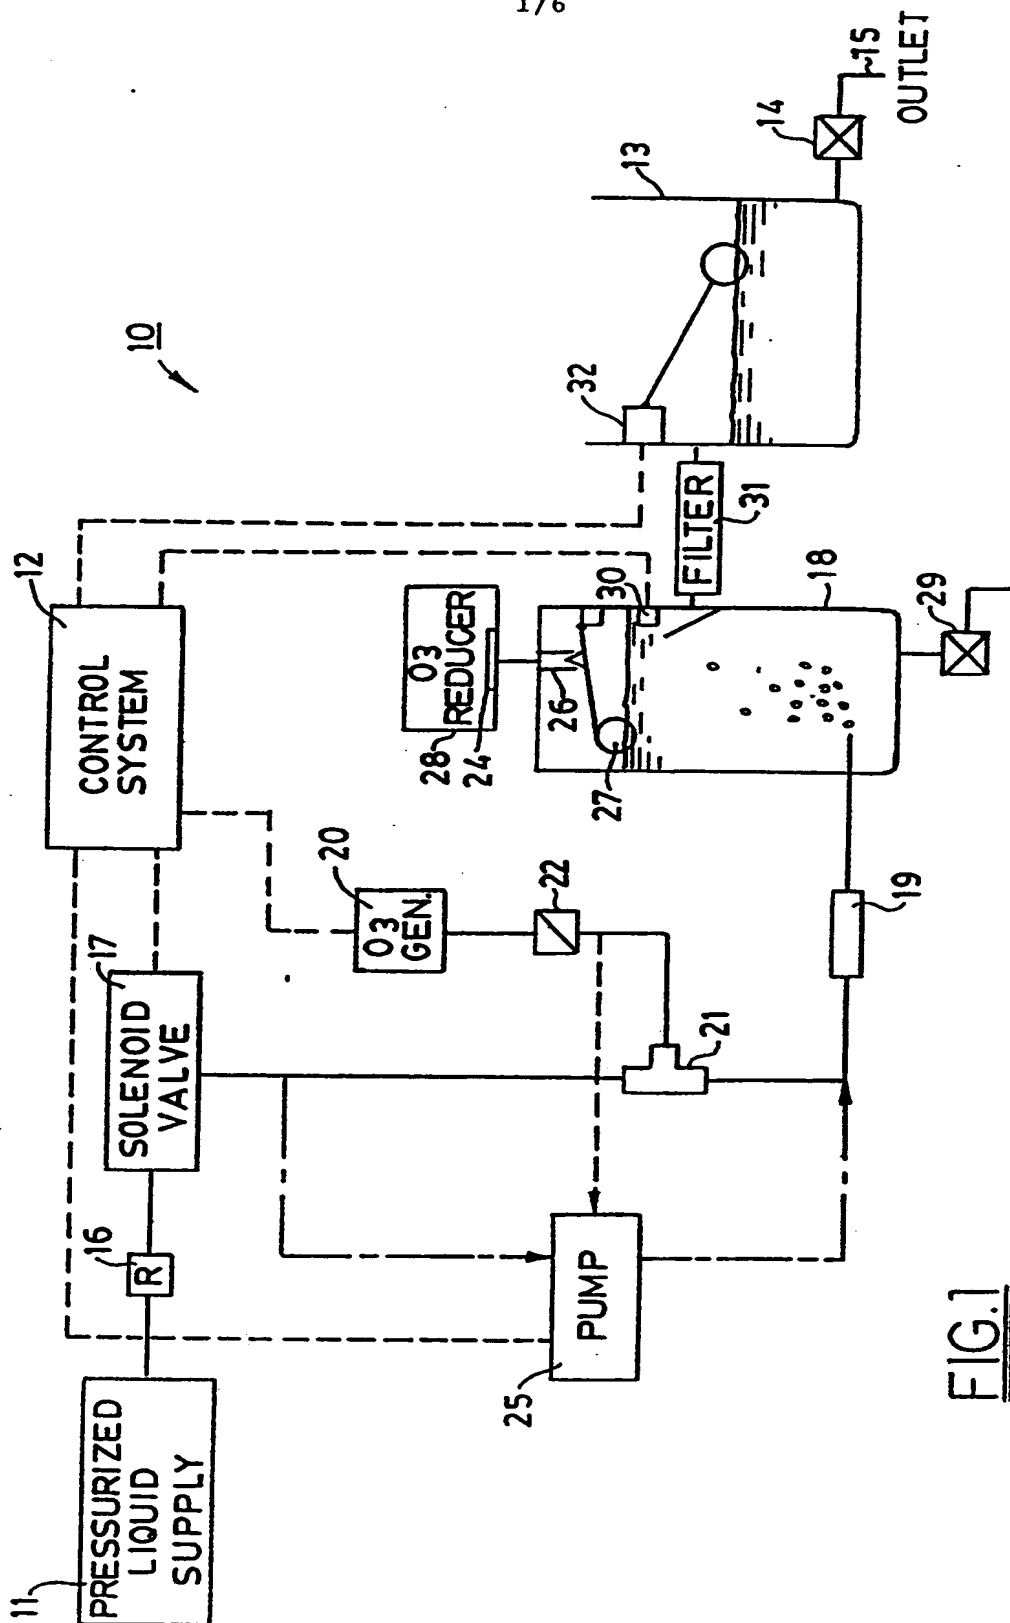 1/6
10
11
PRESSURIZED
LIQUID
SUPPLY
16
R
17
SOLENOID
VALVE
12
CONTROL
SYSTEM
20
O3
GEN.
22
21
25
PUMP
19
28
O3
REDUCER
24
26
27
30
18
29
FILTER
31
32
13
14
15
OUTLET
FIG.1